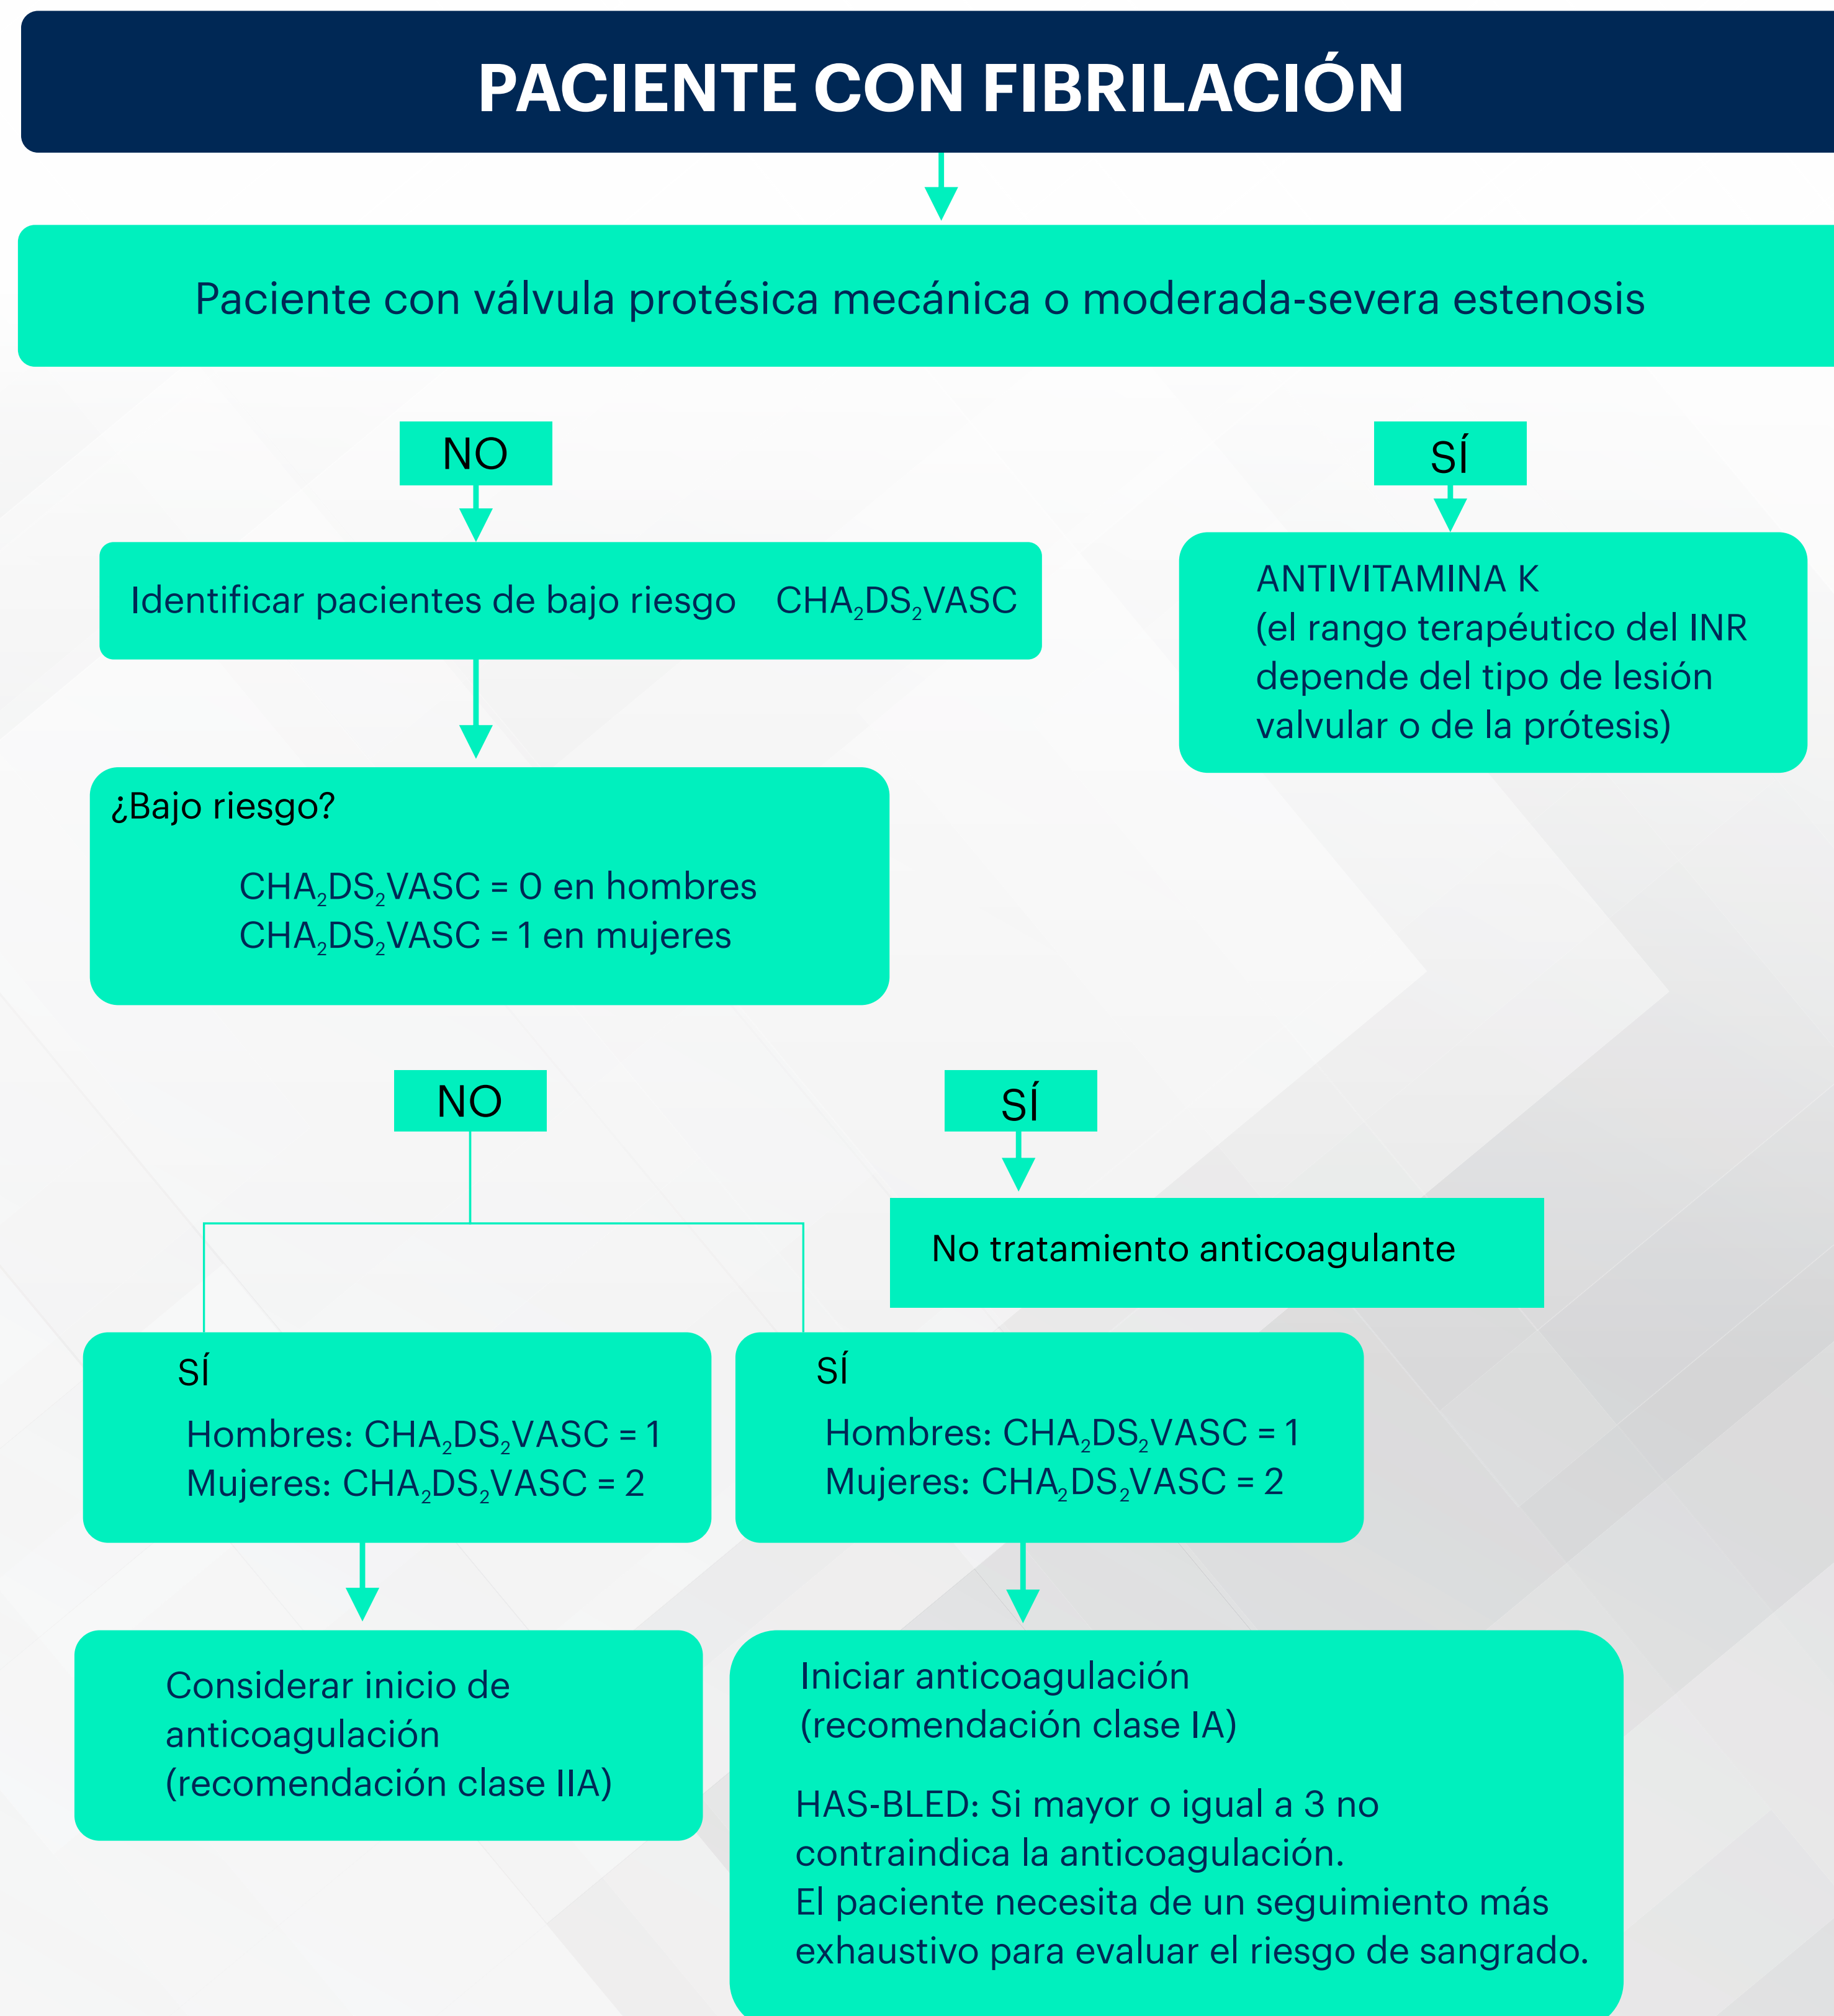 PACIENTE CON FIBRILACIÓN
Paciente con válvula protésica mecánica o moderada-severa estenosis
NO
SÍ
Identificar pacientes de bajo riesgo CHA₂DS₂VASC
ANTIVITAMINA K
(el rango terapéutico del INR
depende del tipo de lesión
valvular o de la prótesis)
¿Bajo riesgo?
CHA₂DS₂VASC = 0 en hombres
CHA₂DS₂VASC = 1 en mujeres
NO
SÍ
No tratamiento anticoagulante
SÍ
Hombres: CHA₂DS₂VASC = 1
Mujeres: CHA₂DS₂VASC = 2
SÍ
Hombres: CHA₂DS₂VASC = 1
Mujeres: CHA₂DS₂VASC = 2
Considerar inicio de
anticoagulación
(recomendación clase IIA)
Iniciar anticoagulación
(recomendación clase IA)
HAS-BLED: Si mayor o igual a 3 no
contraindica la anticoagulación.
El paciente necesita de un seguimiento más
exhaustivo para evaluar el riesgo de sangrado.